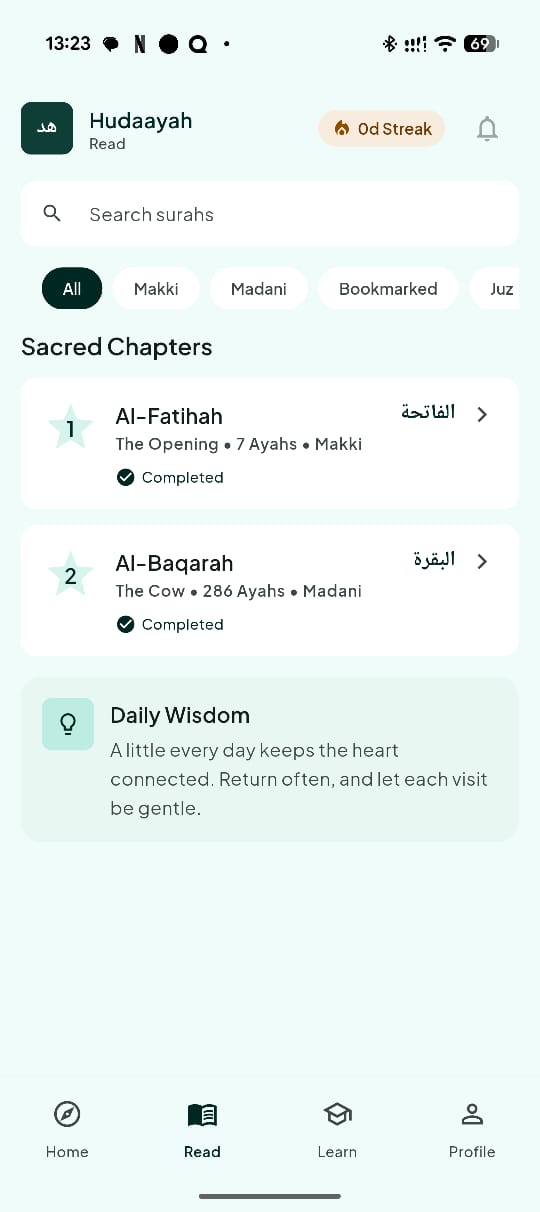 13:23
69
هد
Hudaayah
Read
0d Streak
Search surahs
All
Makki
Madani
Bookmarked
Juz
Sacred Chapters
1
Al-Fatihah
الفاتحة
The Opening • 7 Ayahs • Makki
Completed
2
Al-Baqarah
البقرة
The Cow • 286 Ayahs • Madani
Completed
Daily Wisdom
A little every day keeps the heart
connected. Return often, and let each visit
be gentle.
Home
Read
Learn
Profile